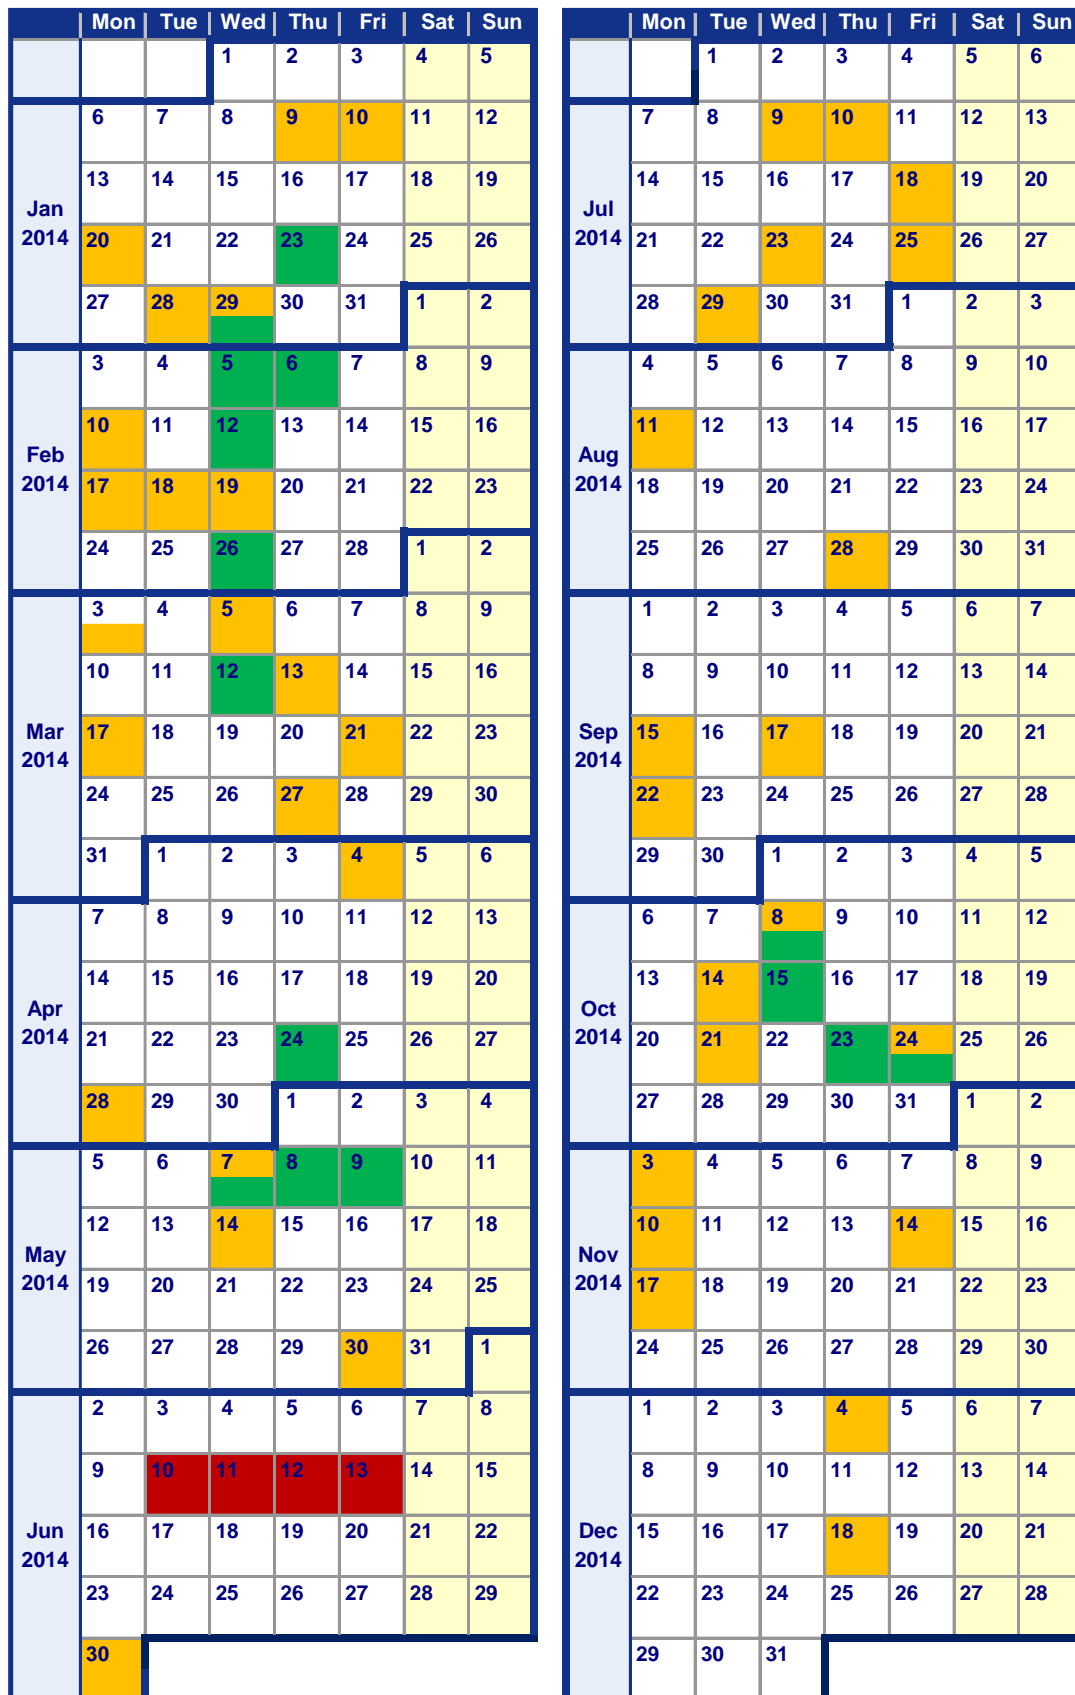 Mon Tue Wed Thu Fri Sat Sun
1 2 3 4 5
6 7 8 9 10 11 12
13 14 15 16 17 18 19
Jan
2014
20 21 22 23 24 25 26
27 28 29 30 31 1 2
3 4 5 6 7 8 9
10 11 12 13 14 15 16
Feb
2014
17 18 19 20 21 22 23
24 25 26 27 28 1 2
3 4 5 6 7 8 9
10 11 12 13 14 15 16
Mar
2014
17 18 19 20 21 22 23
24 25 26 27 28 29 30
31 1 2 3 4 5 6
7 8 9 10 11 12 13
14 15 16 17 18 19 20
Apr
2014
21 22 23 24 25 26 27
28 29 30 1 2 3 4
5 6 7 8 9 10 11
12 13 14 15 16 17 18
May
2014
19 20 21 22 23 24 25
26 27 28 29 30 31 1
2 3 4 5 6 7 8
9 10 11 12 13 14 15
Jun
2014
16 17 18 19 20 21 22
23 24 25 26 27 28 29
30
Mon Tue Wed Thu Fri Sat Sun
1 2 3 4 5 6
7 8 9 10 11 12 13
14 15 16 17 18 19 20
Jul
2014
21 22 23 24 25 26 27
28 29 30 31 1 2 3
4 5 6 7 8 9 10
11 12 13 14 15 16 17
Aug
2014
18 19 20 21 22 23 24
25 26 27 28 29 30 31
1 2 3 4 5 6 7
8 9 10 11 12 13 14
Sep
2014
15 16 17 18 19 20 21
22 23 24 25 26 27 28
29 30 1 2 3 4 5
6 7 8 9 10 11 12
13 14 15 16 17 18 19
Oct
2014
20 21 22 23 24 25 26
27 28 29 30 31 1 2
3 4 5 6 7 8 9
10 11 12 13 14 15 16
Nov
2014
17 18 19 20 21 22 23
24 25 26 27 28 29 30
1 2 3 4 5 6 7
8 9 10 11 12 13 14
Dec
2014
15 16 17 18 19 20 21
22 23 24 25 26 27 28
29 30 31